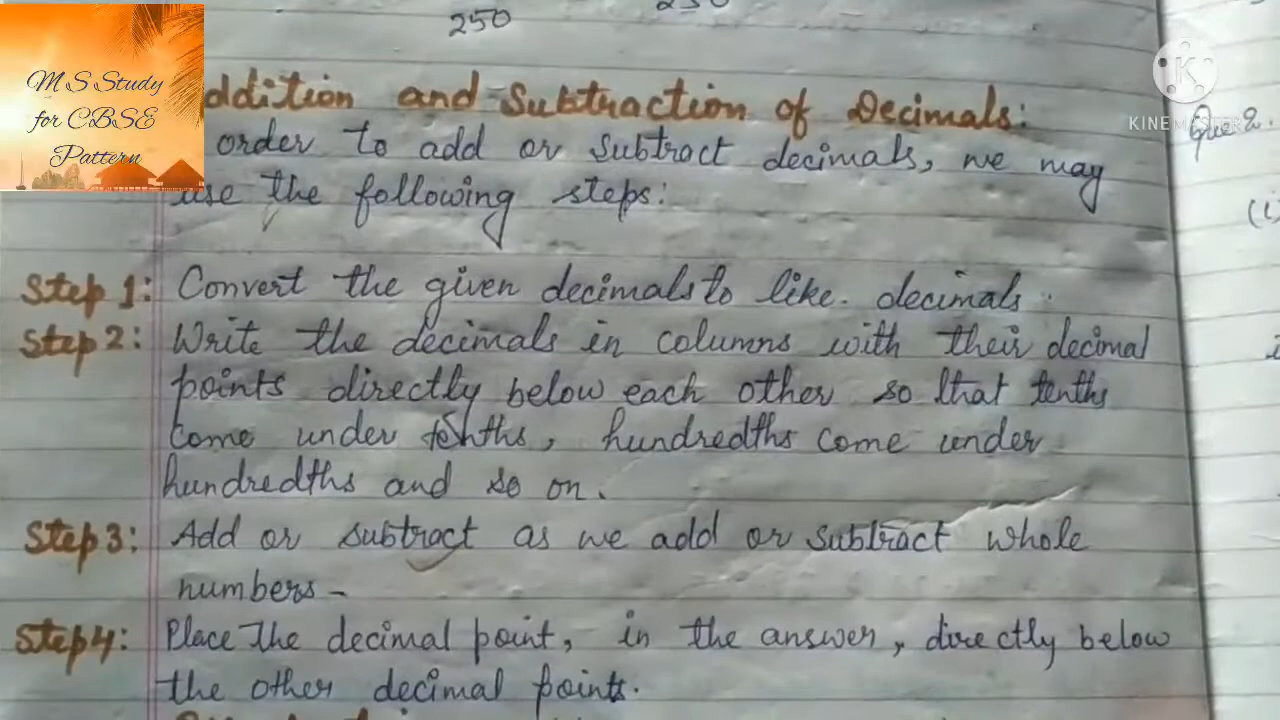 250
M S Study
for CBSE
Pattern
KINEMASTER
ddition and Subtraction of Decimals:
order to add or subtract decimals, we may
use the following steps:
Step 1: Convert the given decimals to like. decimals.
Step 2: Write the decimals in columns with their decimal
points directly below each other so that tenths
come under tenths, hundredths come under
hundredths and so on.
Step 3: Add or subtract as we add or subtract whole
numbers -
Step 4: Place the decimal point, in the answer, directly below
the other decimal points.
Que 2.
(i)